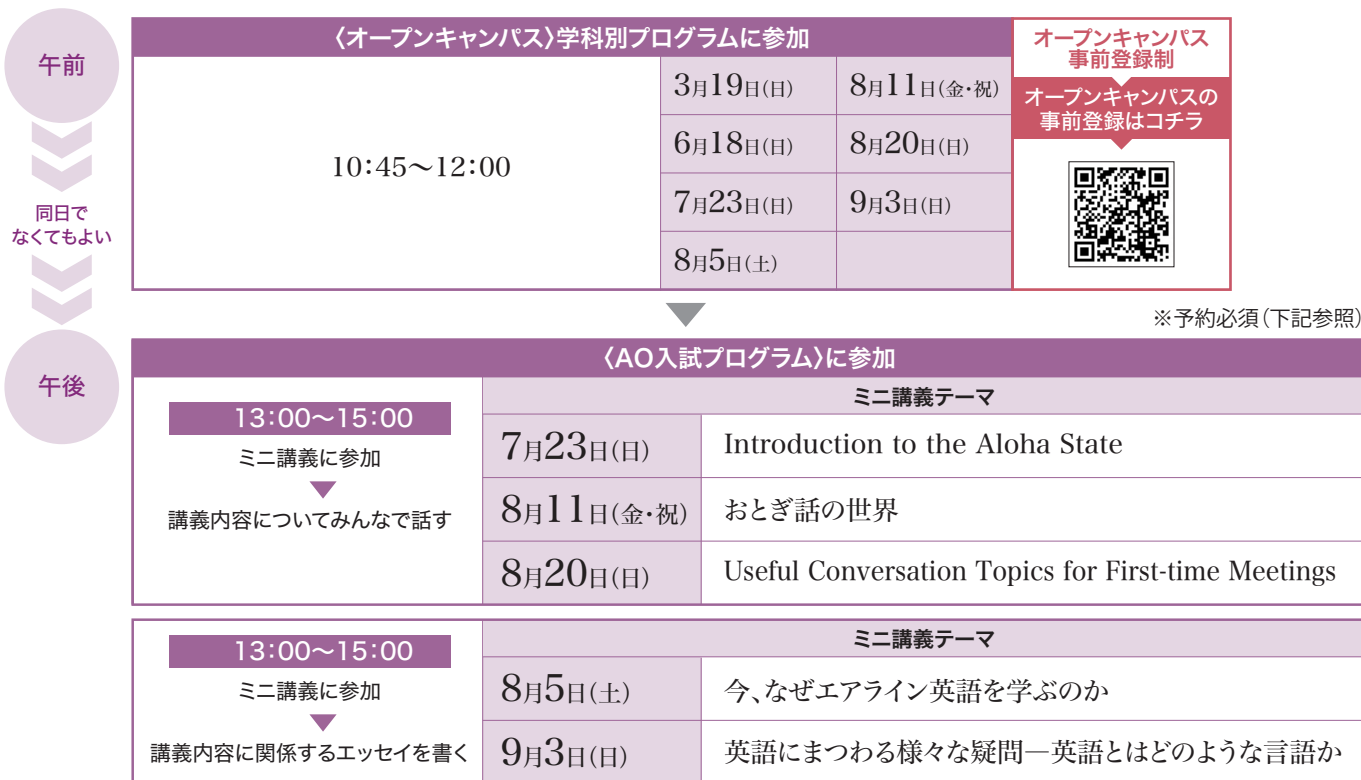 午前
同日で
なくてもよい
午後
〈オープンキャンパス〉学科別プログラムに参加
10:45〜12:00
3月19日(日) 8月11日(金・祝)
6月18日(日) 8月20日(日)
7月23日(日) 9月3日(日)
8月5日(土)
オープンキャンパス
事前登録制
オープンキャンパスの
事前登録はコチラ
※予約必須(下記参照)
〈AO入試プログラム〉に参加
13:00〜15:00
ミニ講義に参加
講義内容についてみんなで話す
ミニ講義テーマ
7月23日(日) Introduction to the Aloha State
8月11日(金・祝) おとぎ話の世界
8月20日(日) Useful Conversation Topics for First-time Meetings
13:00〜15:00
ミニ講義に参加
講義内容に関係するエッセイを書く
ミニ講義テーマ
8月5日(土) 今、なぜエアライン英語を学ぶのか
9月3日(日) 英語にまつわる様々な疑問―英語とはどのような言語か